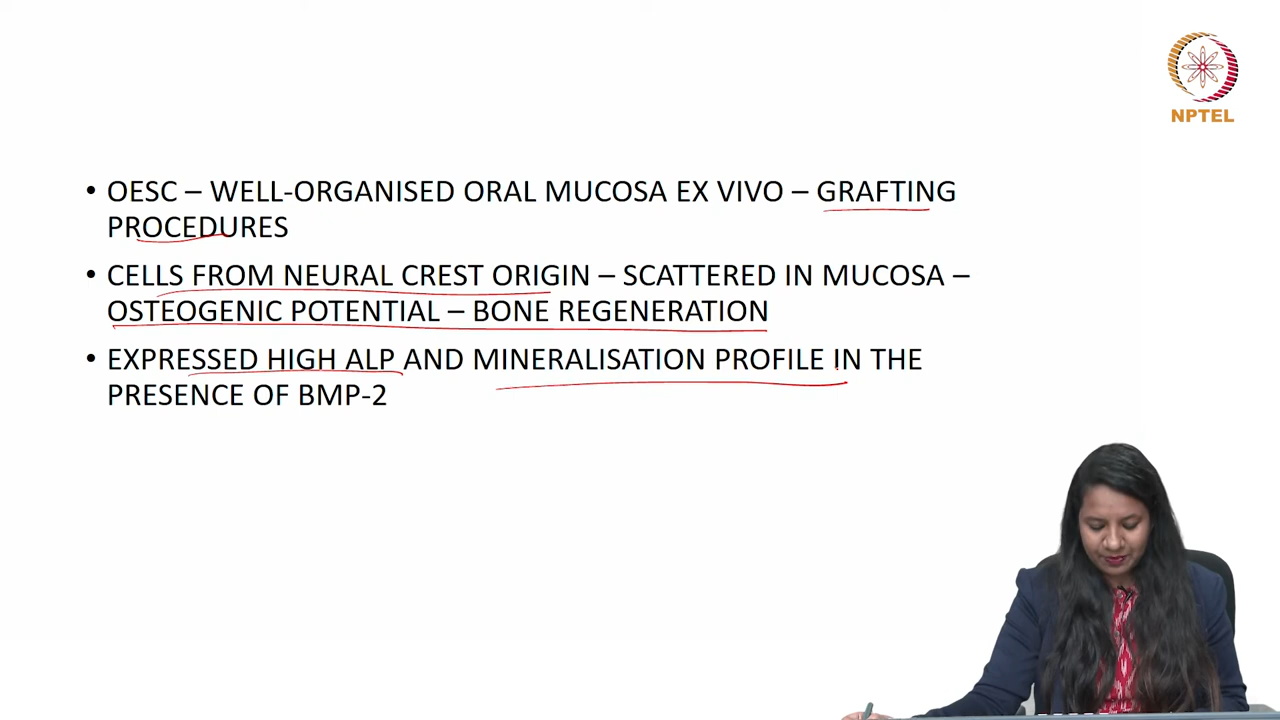 NPTEL
• OESC – WELL-ORGANISED ORAL MUCOSA EX VIVO – GRAFTING
PROCEDURES
• CELLS FROM NEURAL CREST ORIGIN – SCATTERED IN MUCOSA –
OSTEOGENIC POTENTIAL – BONE REGENERATION
• EXPRESSED HIGH ALP AND MINERALISATION PROFILE IN THE
PRESENCE OF BMP-2